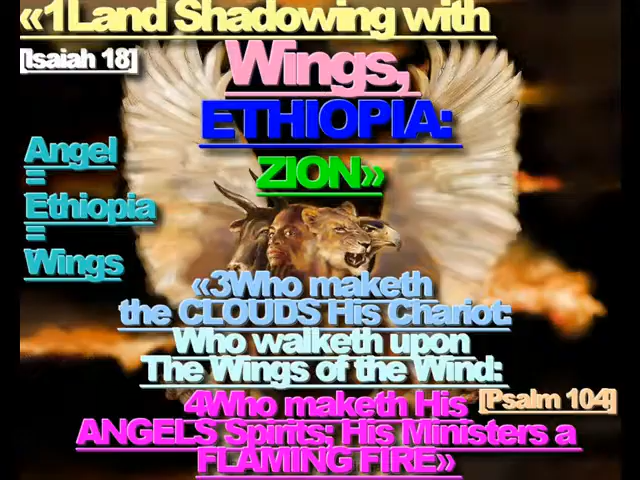 «1Land Shadowing with
[Isaiah 18]
Wings,
ETHIOPIA:
ZION»
Angel
=
Ethiopia
=
Wings
«3Who maketh
the CLOUDS His Chariot:
Who walketh upon
The Wings of the Wind:
4Who maketh His
[Psalm 104]
ANGELS Spirits; His Ministers a
FLAMING FIRE»